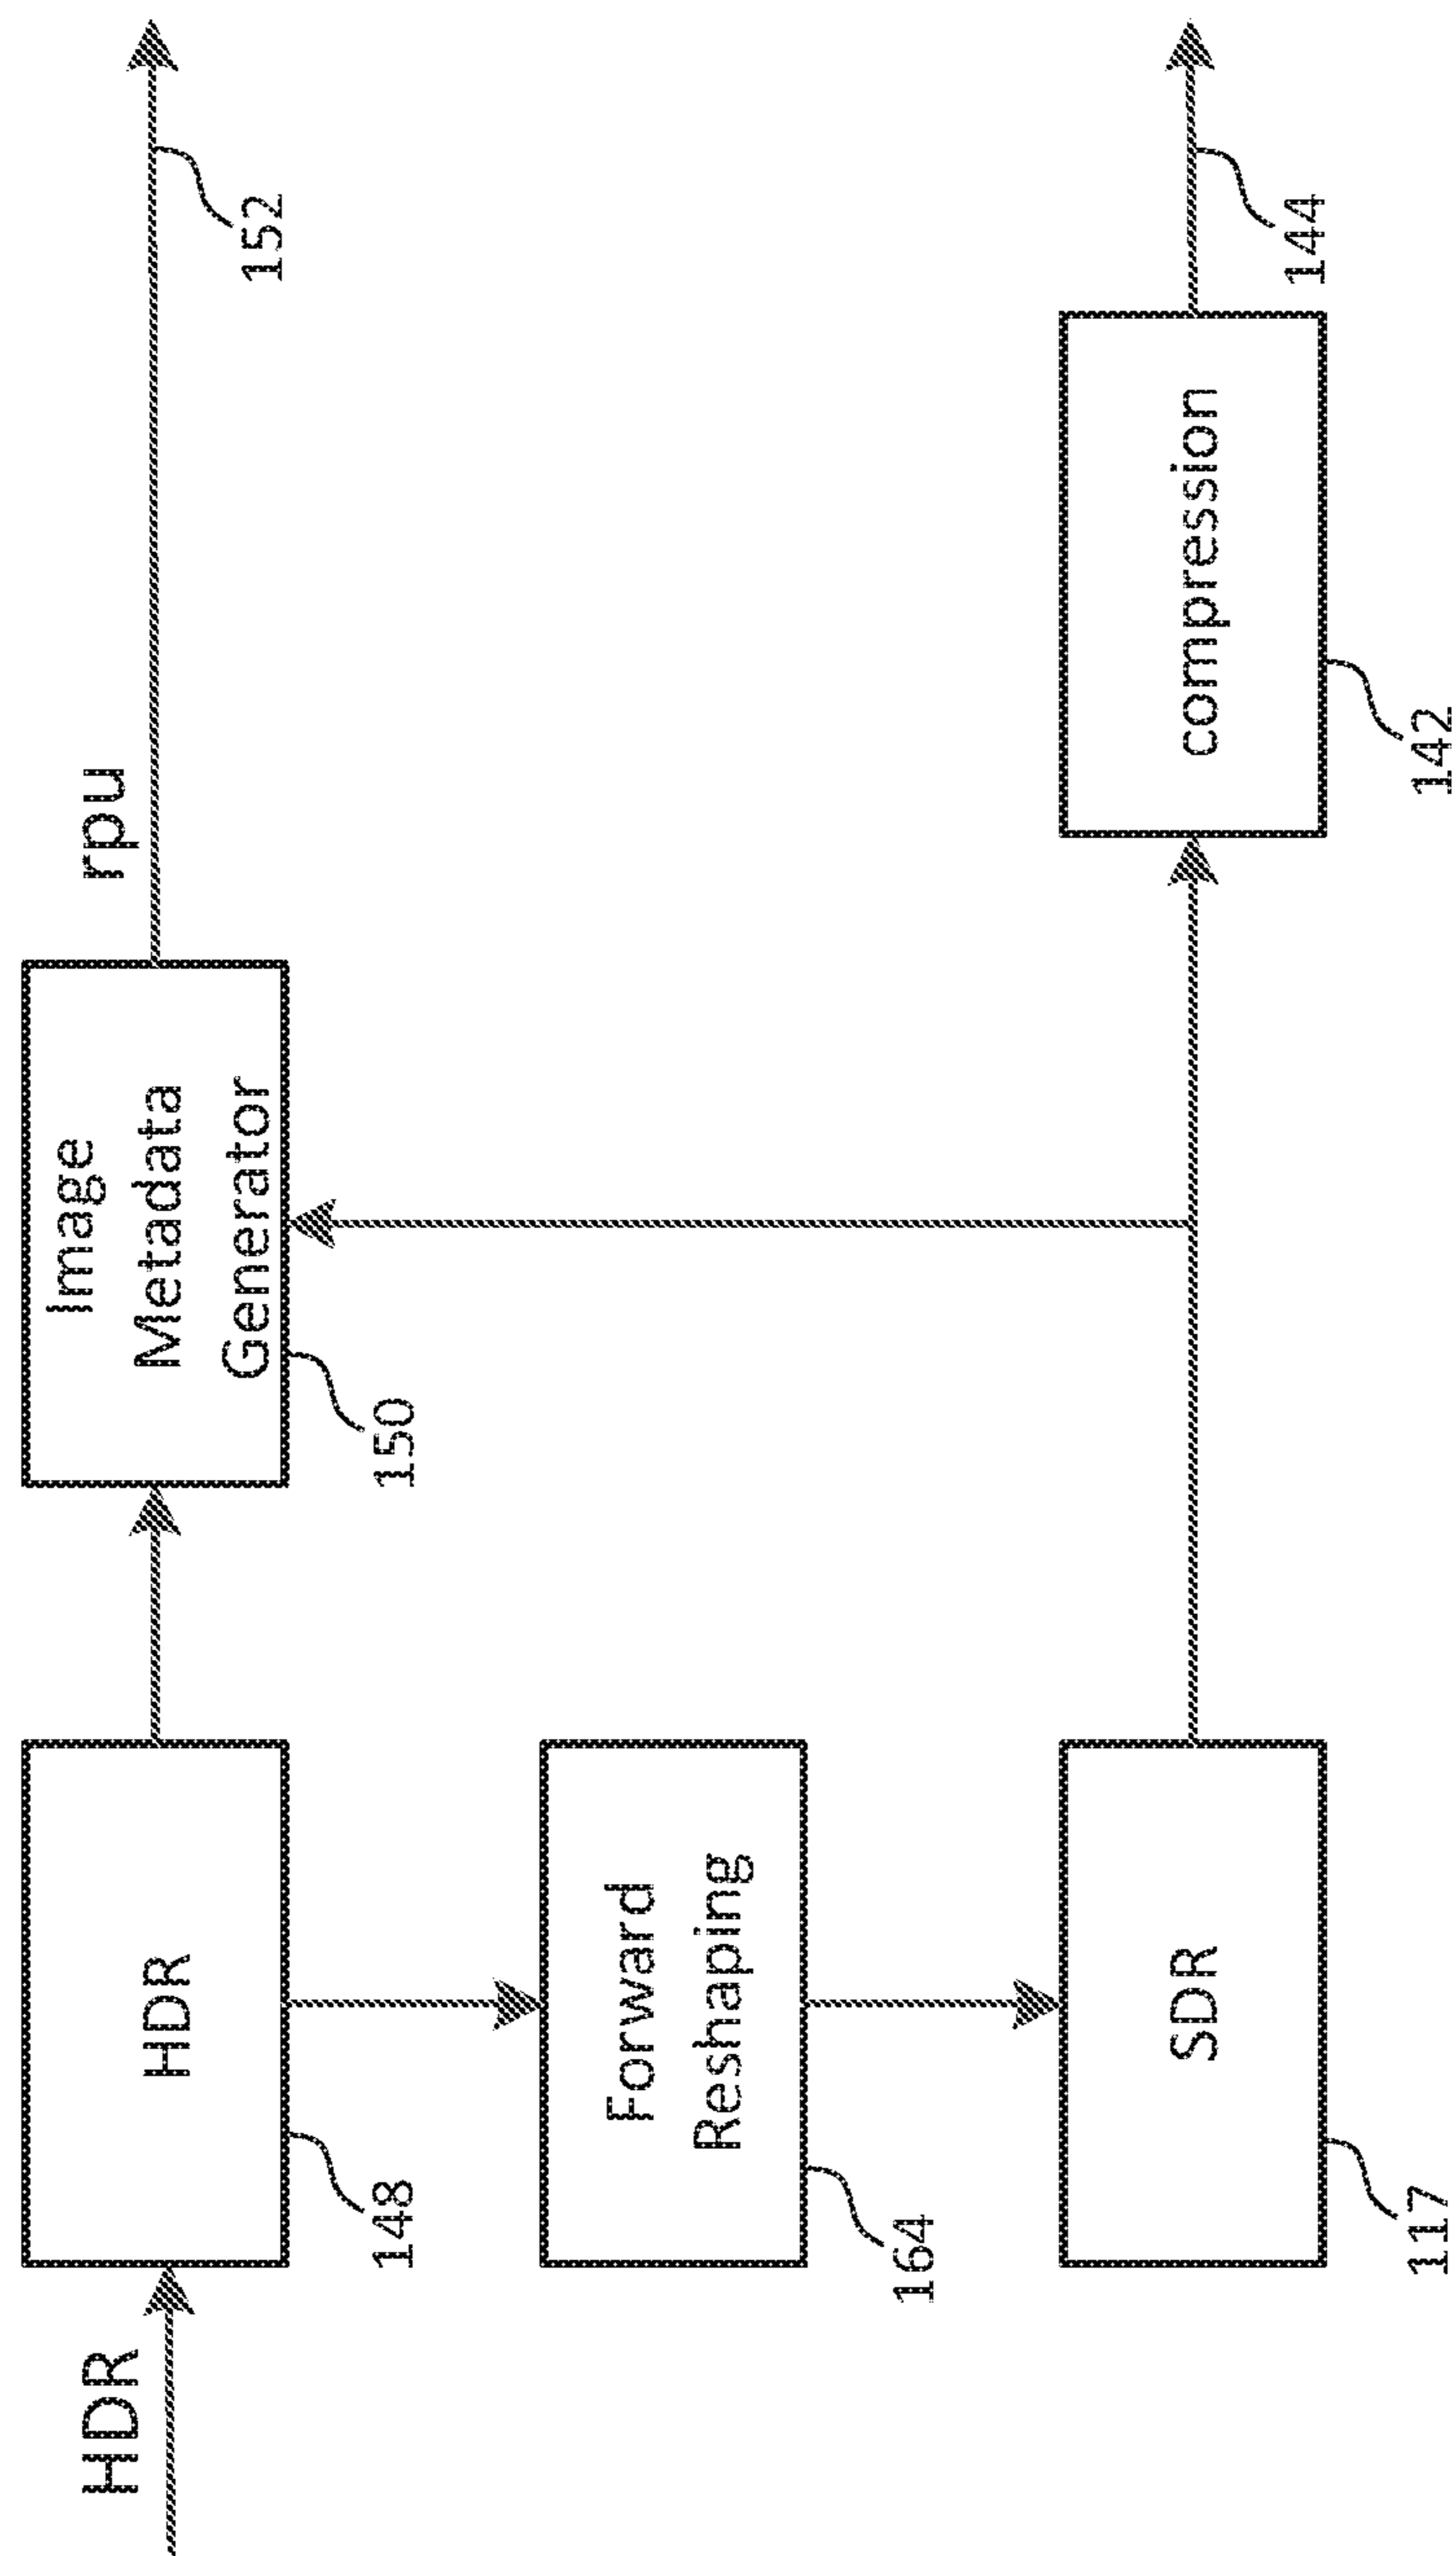 HDR
HDR
148
Image
Metadata
Generator
150
rpu
152
Forward
Reshaping
164
SDR
117
compression
142
144